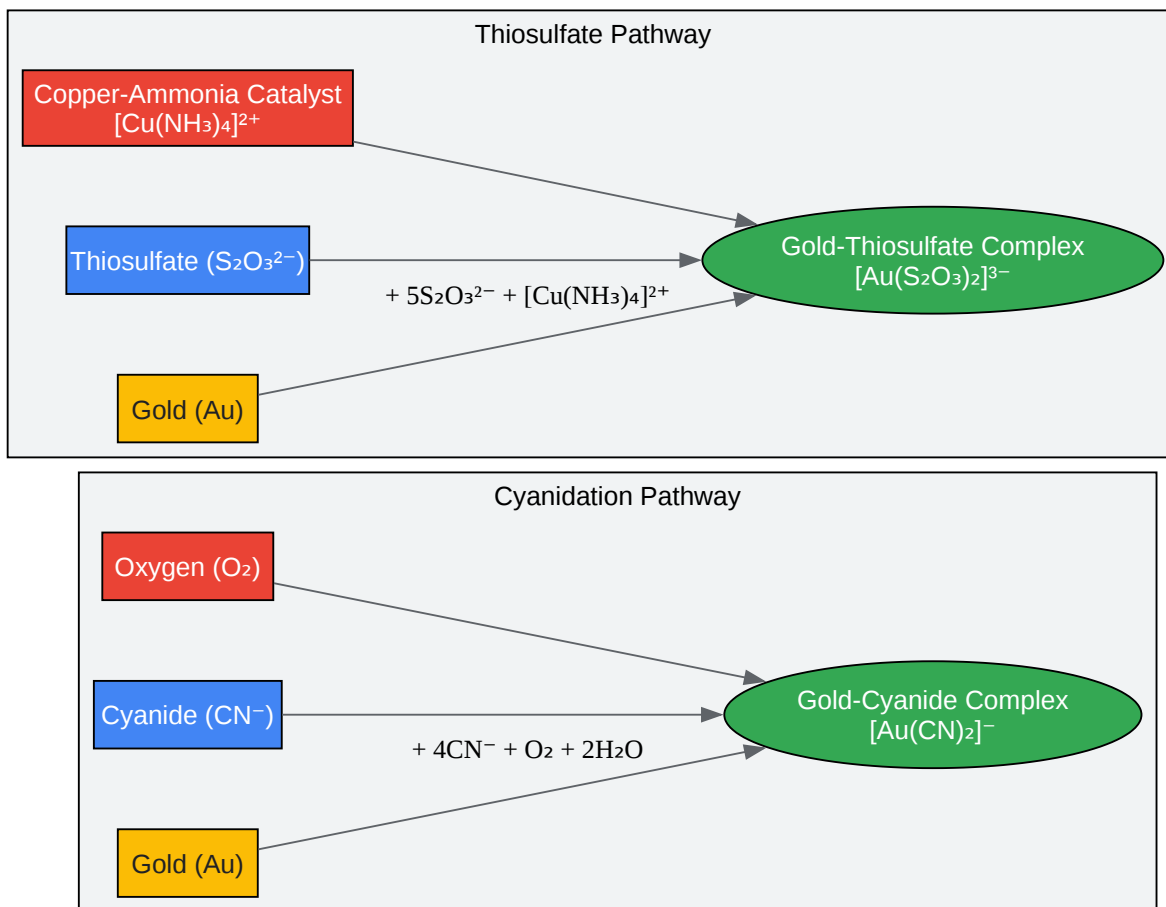 Thiosulfate Pathway
Copper-Ammonia Catalyst
[Cu(NH₃)₄]²⁺
Thiosulfate (S₂O₃²⁻)
Gold-Thiosulfate Complex
[Au(S₂O₃)₂]³⁻
+ 5S₂O₃²⁻ + [Cu(NH₃)₄]²⁺
Gold (Au)
Cyanidation Pathway
Oxygen (O₂)
Cyanide (CN⁻)
Gold-Cyanide Complex
[Au(CN)₂]⁻
+ 4CN⁻ + O₂ + 2H₂O
Gold (Au)